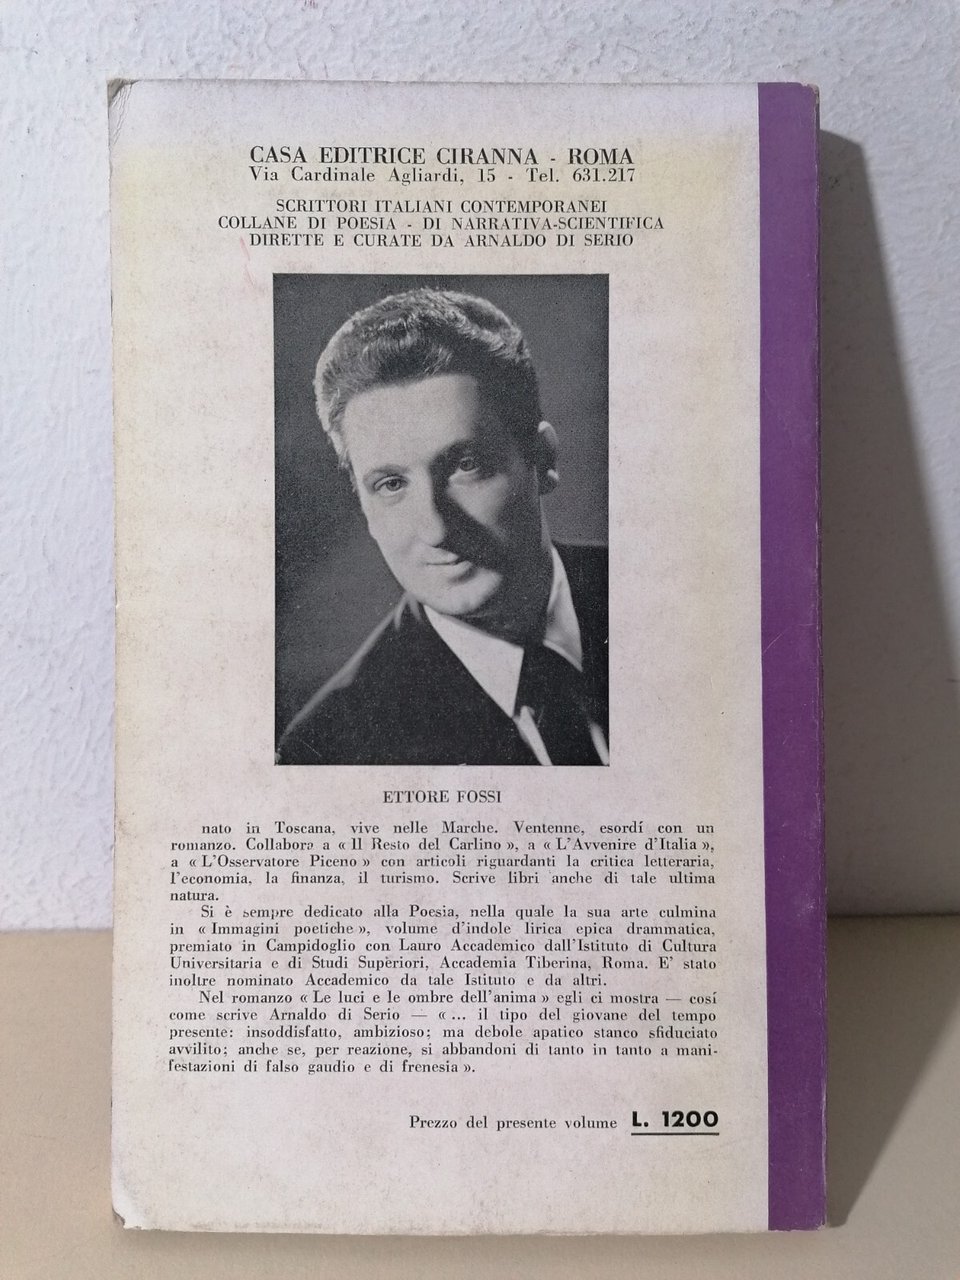 CASA EDITRICE CIRANNA - ROMA
Via Cardinale Agliardi, 15 - Tel. 631.217
SCRITTORI ITALIANI CONTEMPORANEI
COLLANE DI POESIA - DI NARRATIVA-SCIENTIFICA
DIRETTE E CURATE DA ARNALDO DI SERIO
ETTORE FOSSI
nato in Toscana, vive nelle Marche. Ventenne, esordí con un
romanzo. Collabora a « Il Resto del Carlino », a « L'Avvenire d'Italia »,
a « L'Osservatore Piceno » con articoli riguardanti la critica letteraria,
l'economia, la finanza, il turismo. Scrive libri anche di tale ultima
natura.
Si è sempre dedicato alla Poesia, nella quale la sua arte culmina
in « Immagini poetiche », volume d'indole lirica epica drammatica,
premiato in Campidoglio con Lauro Accademico dall'Istituto di Cultura
Universitaria e di Studi Superiori, Accademia Tiberina, Roma. E' stato
inoltre nominato Accademico da tale Istituto e da altri.
Nel romanzo « Le luci e le ombre dell'anima » egli ci mostra — cosí
come scrive Arnaldo di Serio — « ... il tipo del giovane del tempo
presente: insoddisfatto, ambizioso; ma debole apatico stanco sfiduciato
avvilito; anche se, per reazione, si abbandoni di tanto in tanto a mani-
festazioni di falso gaudio e di frenesia ».
Prezzo del presente volume L. 1200